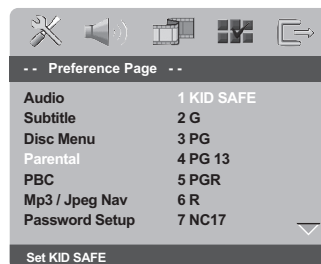 - - Preference Page - -
Audio 1 KID SAFE
Subtitle 2 G
Disc Menu 3 PG
Parental 4 PG 13
PBC 5 PGR
Mp3 / Jpeg Nav 6 R
Password Setup 7 NC17
Set KID SAFE